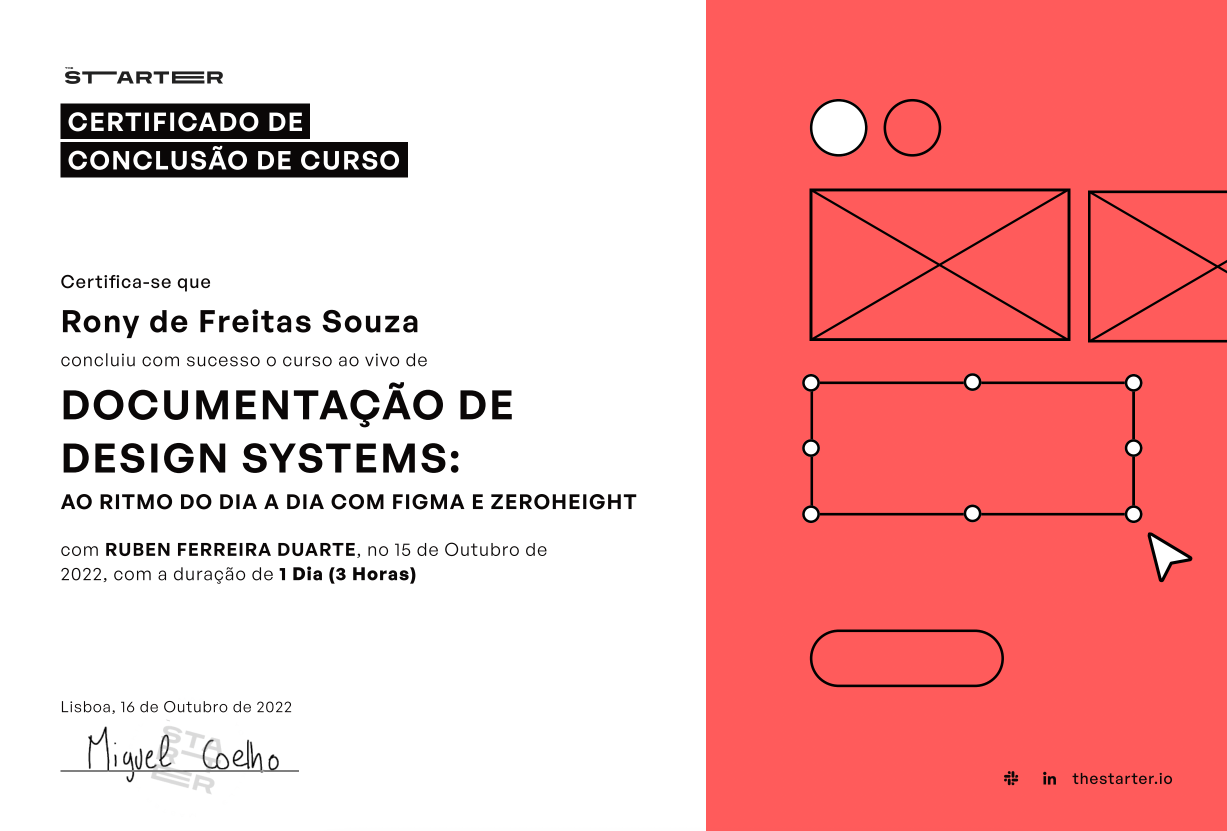 THE
STARTER
CERTIFICADO DE
CONCLUSÃO DE CURSO
Certifica-se que
Rony de Freitas Souza
concluiu com sucesso o curso ao vivo de
DOCUMENTAÇÃO DE
DESIGN SYSTEMS:
AO RITMO DO DIA A DIA COM FIGMA E ZEROHEIGHT
com RUBEN FERREIRA DUARTE, no 15 de Outubro de
2022, com a duração de 1 Dia (3 Horas)
Lisboa, 16 de Outubro de 2022
Miguel Coelho
STA
R
TER
in
thestarter.io